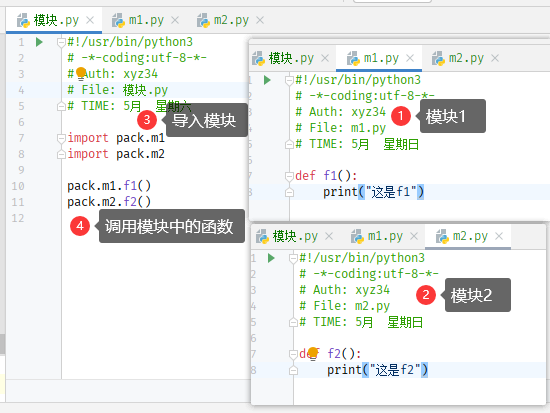 模块.py × m1.py × m2.py ×
1 #!/usr/bin/python3
2 # -*-coding:utf-8-*-
3 # Auth: xyz34
4 # File: 模块.py
5 # TIME: 5月 星期六
6
③ 导入模块
7 import pack.m1
8 import pack.m2
9
10 pack.m1.f1()
11 pack.m2.f2()
12
④ 调用模块中的函数
模块.py × m1.py × m2.py ×
1 #!/usr/bin/python3
2 # -*-coding:utf-8-*-
3 # Auth: xyz34
① 模块1
4 # File: m1.py
5 # TIME: 5月 星期日
6
7 def f1():
8 print("这是f1")
模块.py × m1.py × m2.py ×
1 #!/usr/bin/python3
2 # -*-coding:utf-8-*-
3 # Auth: xyz34
② 模块2
4 # File: m2.py
5 # TIME: 5月 星期日
6
7 def f2():
8 print("这是f2")